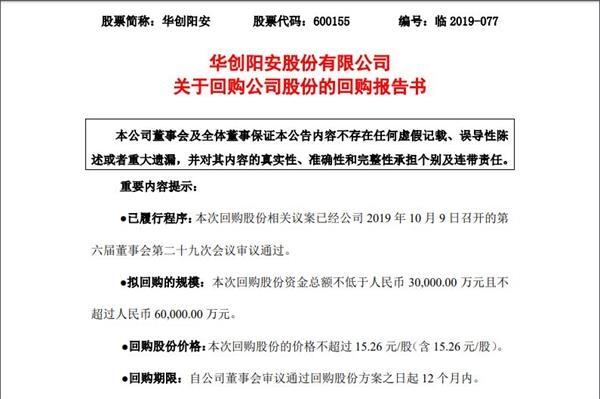 股票简称：华创阳安 股票代码：600155 编号：临 2019-077
华创阳安股份有限公司
关于回购公司股份的回购报告书
本公司董事会及全体董事保证本公告内容不存在任何虚假记载、误导性陈
述或者重大遗漏，并对其内容的真实性、准确性和完整性承担个别及连带责任。
重要内容提示：
●已履行程序：本次回购股份相关议案已经公司 2019 年 10 月 9 日召开的第
六届董事会第二十九次会议审议通过。
●拟回购的规模：本次回购股份资金总额不低于人民币 30,000.00 万元且不
超过人民币 60,000.00 万元。
●回购股份价格：本次回购股份的价格不超过 15.26 元/股（含 15.26 元/股）。
●回购期限：自公司董事会审议通过回购股份方案之日起 12 个月内。